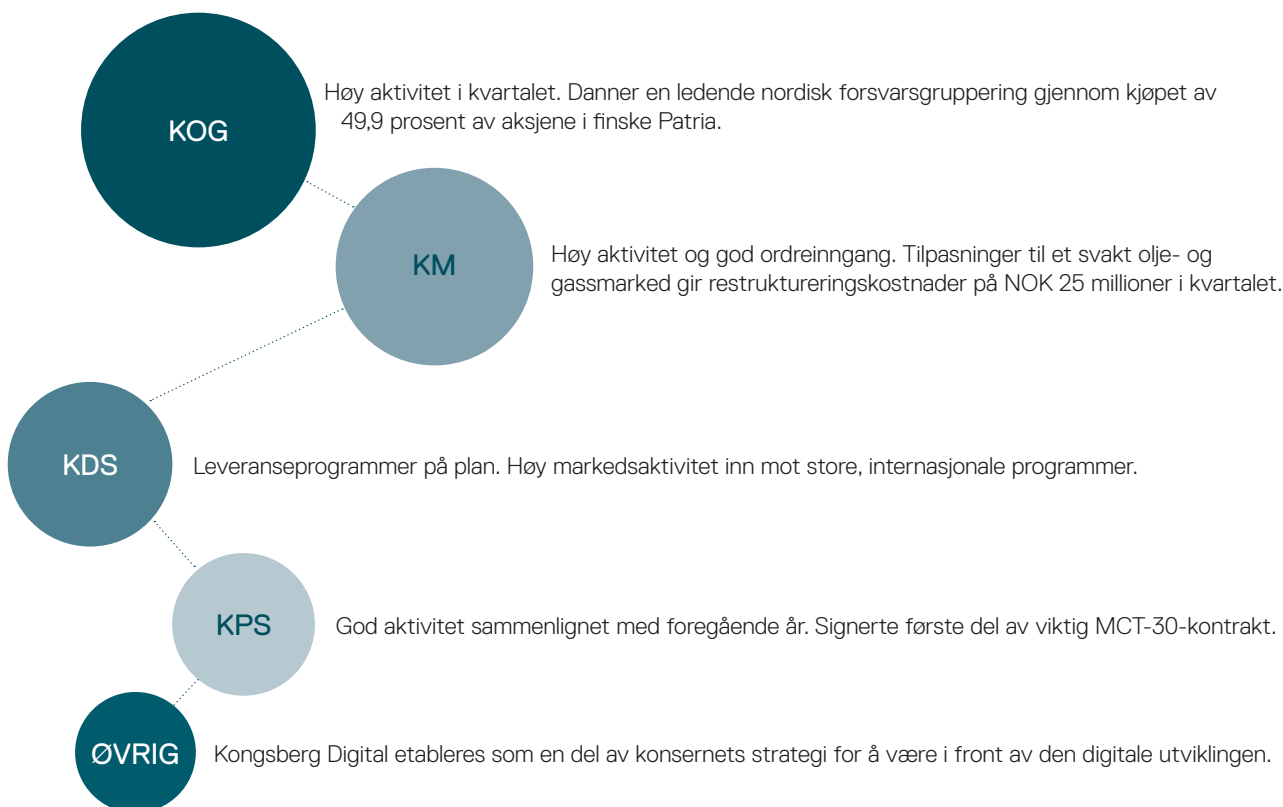 KOG
Høy aktivitet i kvartalet. Danner en ledende nordisk forsvarsgruppering gjennom kjøpet av
49,9 prosent av aksjene i finske Patria.
KM
Høy aktivitet og god ordreinngang. Tilpasninger til et svakt olje- og
gassmarked gir restruktureringskostnader på NOK 25 millioner i kvartalet.
KDS
Leveranseprogrammer på plan. Høy markedsaktivitet inn mot store, internasjonale programmer.
KPS
God aktivitet sammenlignet med foregående år. Signerte første del av viktig MCT-30-kontrakt.
ØVRIG
Kongsberg Digital etableres som en del av konsernets strategi for å være i front av den digitale utviklingen.